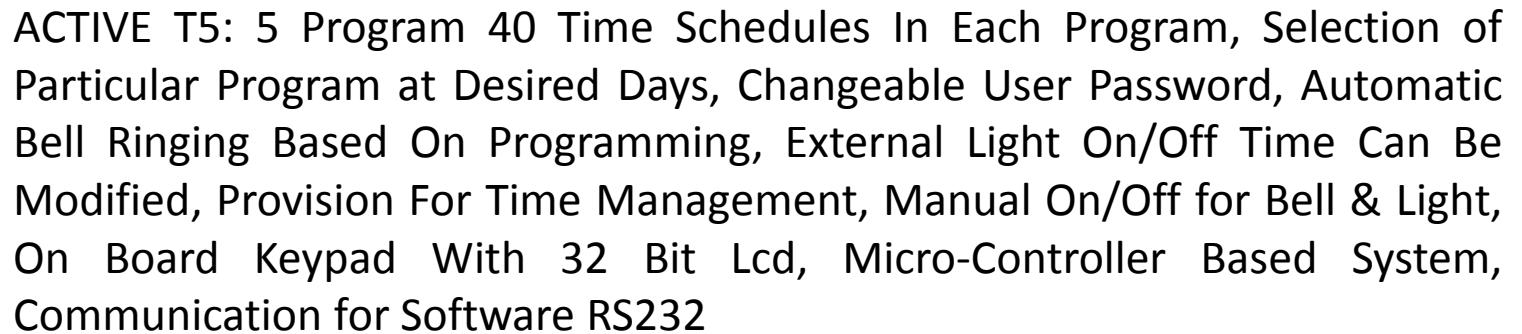 ACTIVE T5: 5 Program 40 Time Schedules In Each Program, Selection of
Particular Program at Desired Days, Changeable User Password, Automatic
Bell Ringing Based On Programming, External Light On/Off Time Can Be
Modified, Provision For Time Management, Manual On/Off for Bell & Light,
On Board Keypad With 32 Bit Lcd, Micro-Controller Based System,
Communication for Software RS232